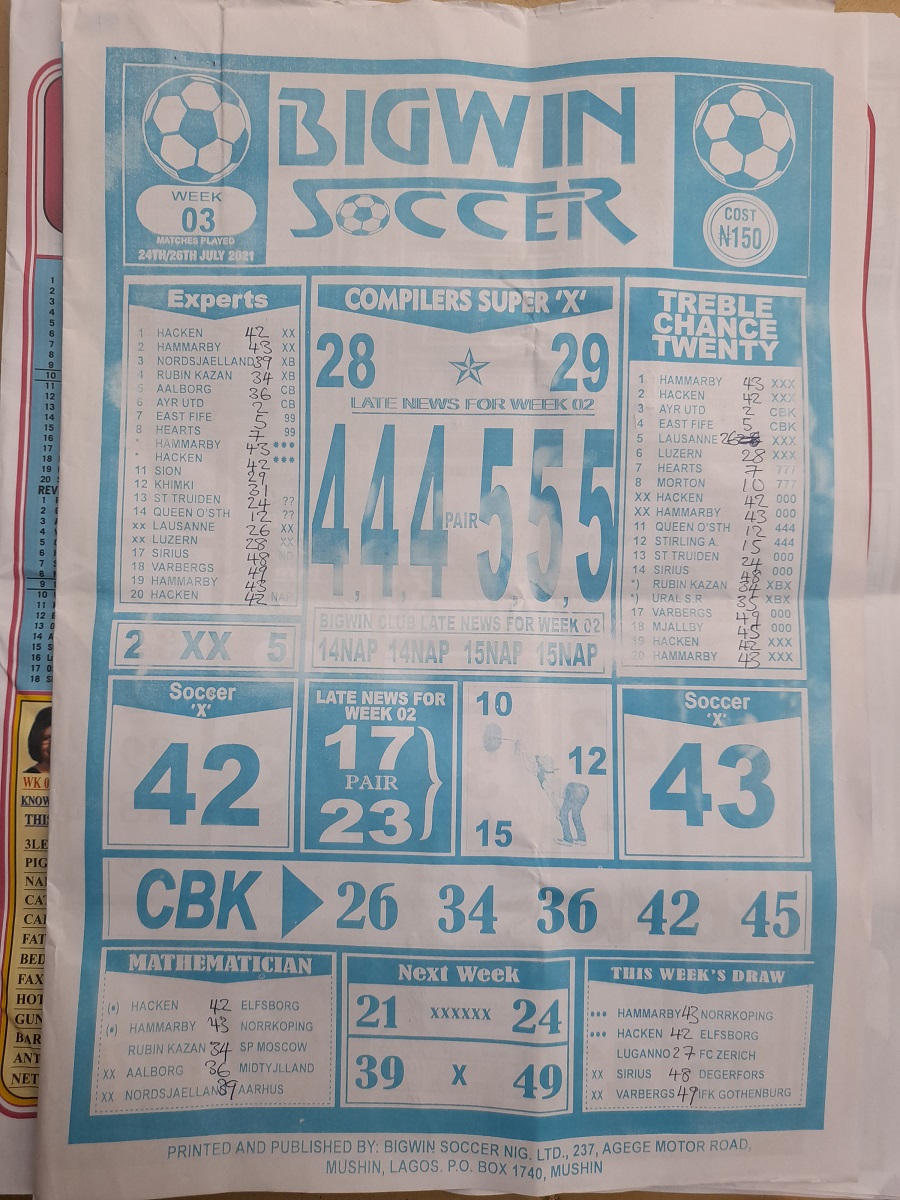 BIGWIN
SOCCER
WEEK
03
MATCHES PLAYED
24TH/26TH JULY 2021
COST
₦150
Experts
1 HACKEN 42 XX
2 HAMMARBY 43 XX
3 NORDSJAELLAND 39 XB
4 RUBIN KAZAN 34 XB
5 AALBORG 36 CB
6 AYR UTD 2 CB
7 EAST FIFE 5 99
8 HEARTS 7 99
* HAMMARBY 43 ***
* HACKEN 42 ***
11 SION 29
12 KHIMKI 31
13 ST TRUIDEN 24 ??
14 QUEEN O'STH 12 ??
xx LAUSANNE 26 XX
xx LUZERN 28 XX
17 SIRIUS 48
18 VARBERGS 49
19 HAMMARBY 43
20 HACKEN 42 NAP
2 XX 5
COMPILERS SUPER 'X'
28 29
LATE NEWS FOR WEEK 02
4,4,4 PAIR 5,5,5
BIGWIN CLUB LATE NEWS FOR WEEK 02
14NAP 14NAP 15NAP 15NAP
TREBLE
CHANCE
TWENTY
1 HAMMARBY 43 XXX
2 HACKEN 42 XXX
3 AYR UTD 2 CBK
4 EAST FIFE 5 CBK
5 LAUSANNE 26 XXX
6 LUZERN 28 XXX
7 HEARTS 7 777
8 MORTON 10 777
XX HACKEN 42 000
XX HAMMARBY 43 000
11 QUEEN O'STH 12 444
12 STIRLING A. 15 444
13 ST TRUIDEN 24 000
14 SIRIUS 48 000
*) RUBIN KAZAN 34 XBX
*) URAL S.R 35 XBX
17 VARBERGS 49 000
18 MJALLBY 45 000
19 HACKEN 42 XXX
20 HAMMARBY 43 XXX
Soccer
'X'
42
LATE NEWS FOR
WEEK 02
17
PAIR
23
10
12
15
Soccer
'X'
43
CBK 26 34 36 42 45
MATHEMATICIAN
(*) HACKEN 42 ELFSBORG
(*) HAMMARBY 43 NORRKOPING
RUBIN KAZAN 34 SP MOSCOW
XX AALBORG 36 MIDTYJLLAND
XX NORDSJAELLAN 39 AARHUS
Next Week
21 XXXXXX 24
39 X 49
THIS WEEK'S DRAW
*** HAMMARBY 43 NORRKOPING
*** HACKEN 42 ELFSBORG
LUGANNO 27 FC ZERICH
XX SIRIUS 48 DEGERFORS
XX VARBERGS 49 IFK GOTHENBURG
PRINTED AND PUBLISHED BY: BIGWIN SOCCER NIG. LTD., 237, AGEGE MOTOR ROAD,
MUSHIN, LAGOS. P.O. BOX 1740, MUSHIN